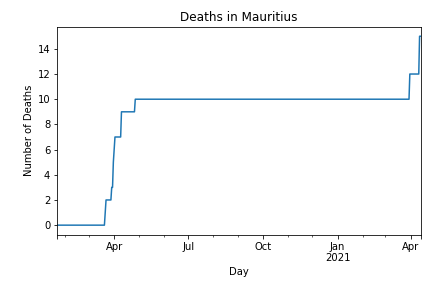 Deaths in Mauritius
14
12
10
8
6
4
2
0
Number of Deaths
Apr
Jul
Oct
Jan
2021
Apr
Day